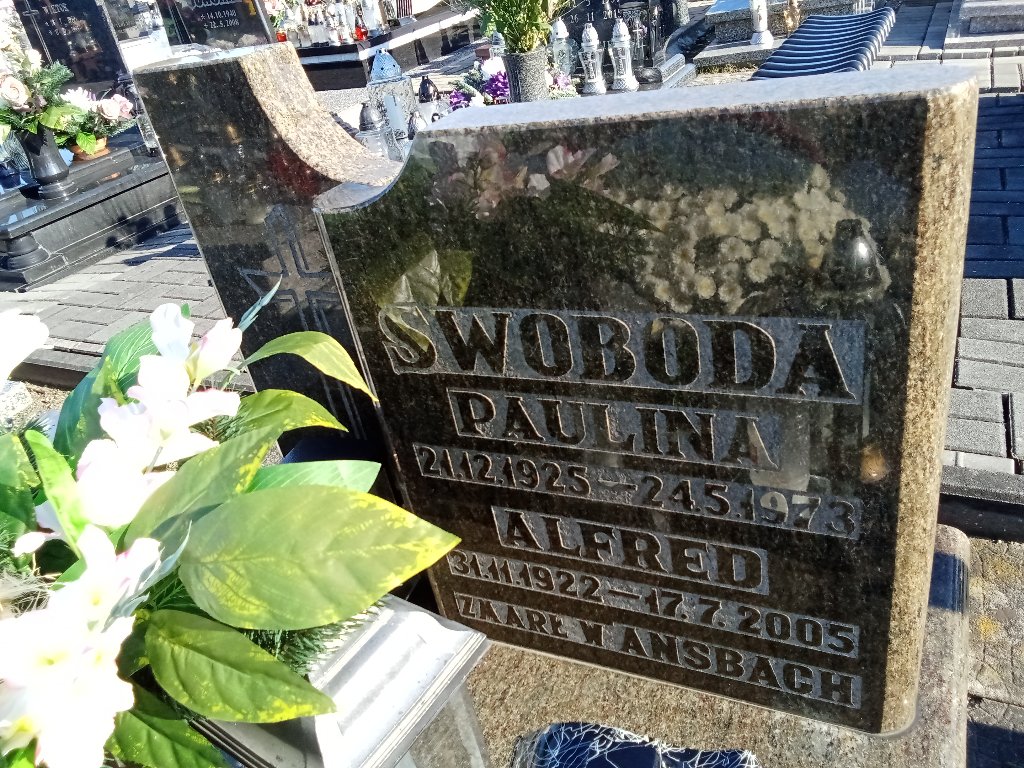 SWOBODA
PAULINA
21.12.1925 — 24.5.1973
ALFRED
31.11.1922 — 17.7.2005
ZMARŁ W ANSBACH